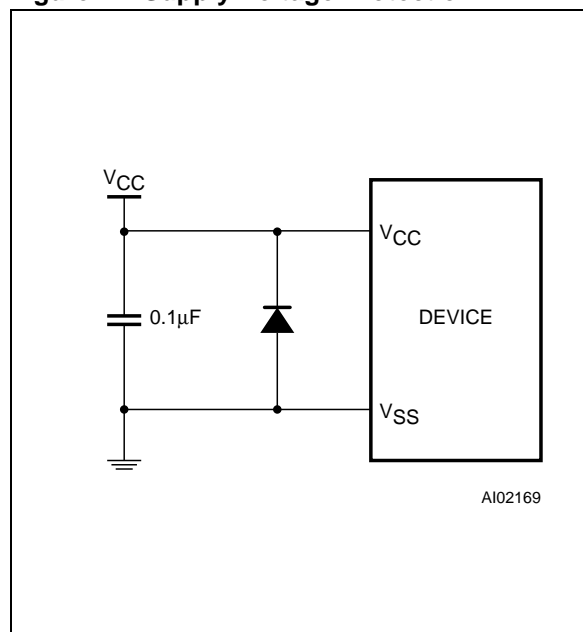 Supply Voltage Protection
VCC
VCC
0.1μF
DEVICE
VSS
AI02169